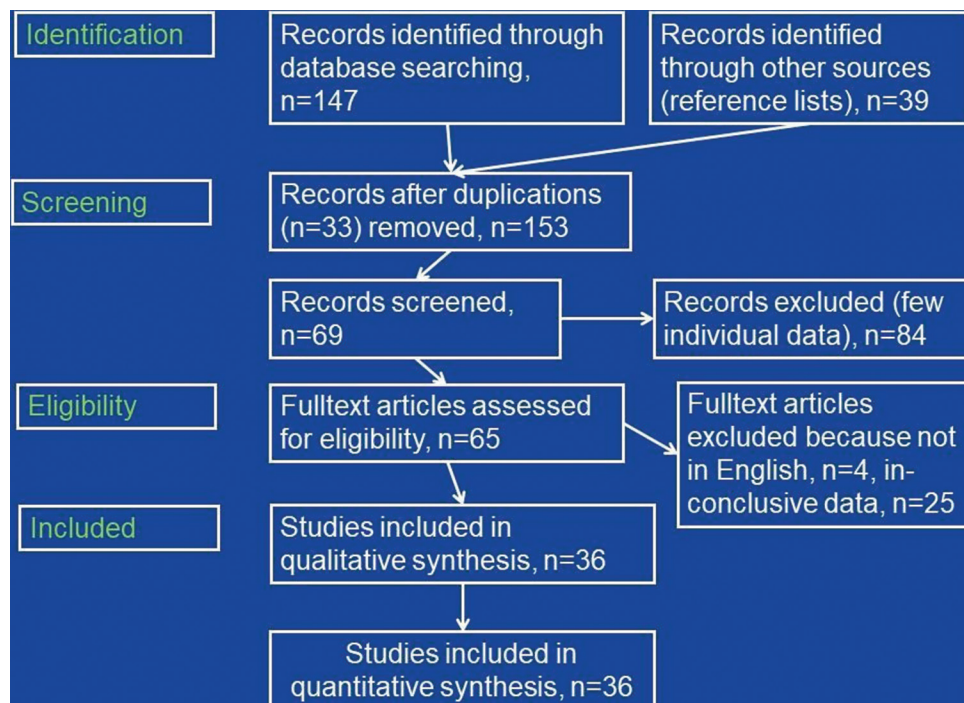 Identification
Records identified through
database searching,
n=147
Records identified
through other sources
(reference lists), n=39
Screening
Records after duplications
(n=33) removed, n=153
Records screened,
n=69
Records excluded (few
individual data), n=84
Eligibility
Fulltext articles assessed
for eligibility, n=65
Fulltext articles
excluded because not
in English, n=4, in-
conclusive data,
n=25
Included
Studies included in
qualitative synthesis, n=36
Studies included in
quantitative synthesis, n=36